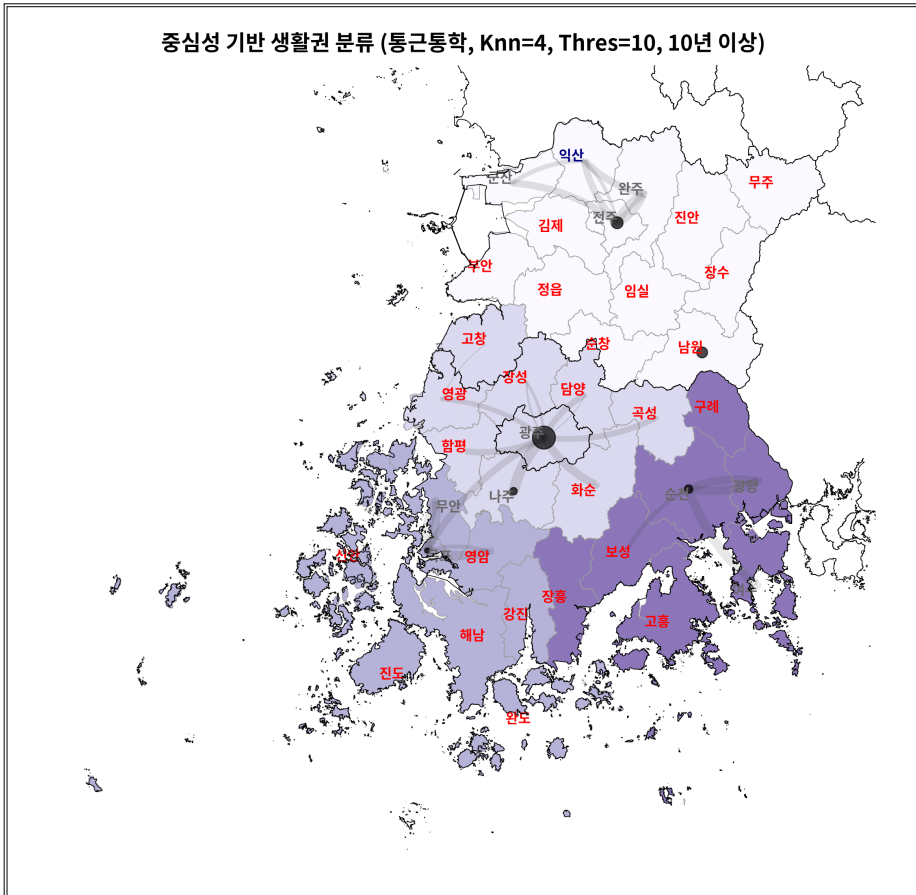 중심성 기반 생활권 분류 (통근통학, Knn=4, Thres=10, 10년 이상)
익산
군산
무주
완주
전주
진안
김제
부안
장수
정읍
임실
고창
순창
남원
장성
담양
영광
구례
곡성
광주
함평
화순
나주
순천
광양
무안
신안
영암
보성
여수
장흥
강진
고흥
해남
진도
완도